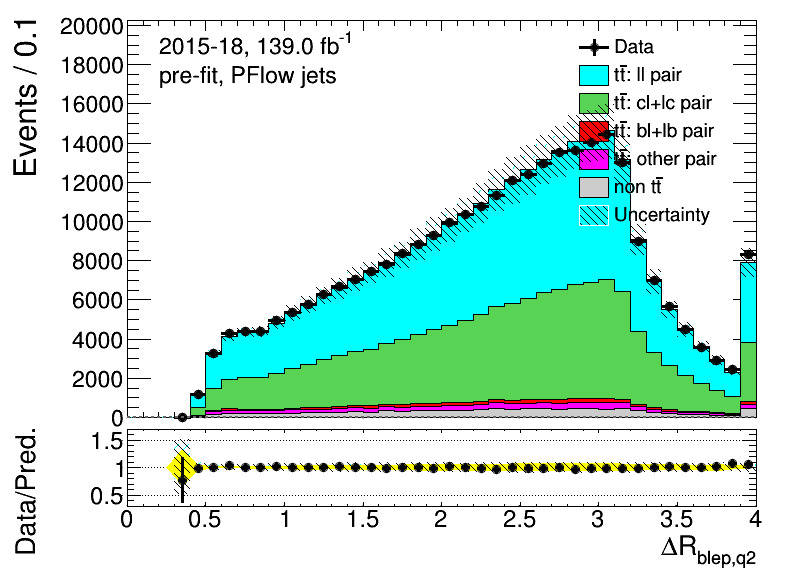 20000
18000
16000
14000
12000
10000
8000
6000
4000
2000
0
Events / 0.1
2015-18, 139.0 fb⁻¹
pre-fit, PFlow jets
Data
tt̄: ll pair
tt̄: cl+lc pair
tt̄: bl+lb pair
tt̄: other pair
non tt̄
Uncertainty
1.5
1
0.5
Data/Pred.
0 0.5 1 1.5 2 2.5 3 3.5 4
ΔR_blep,q2